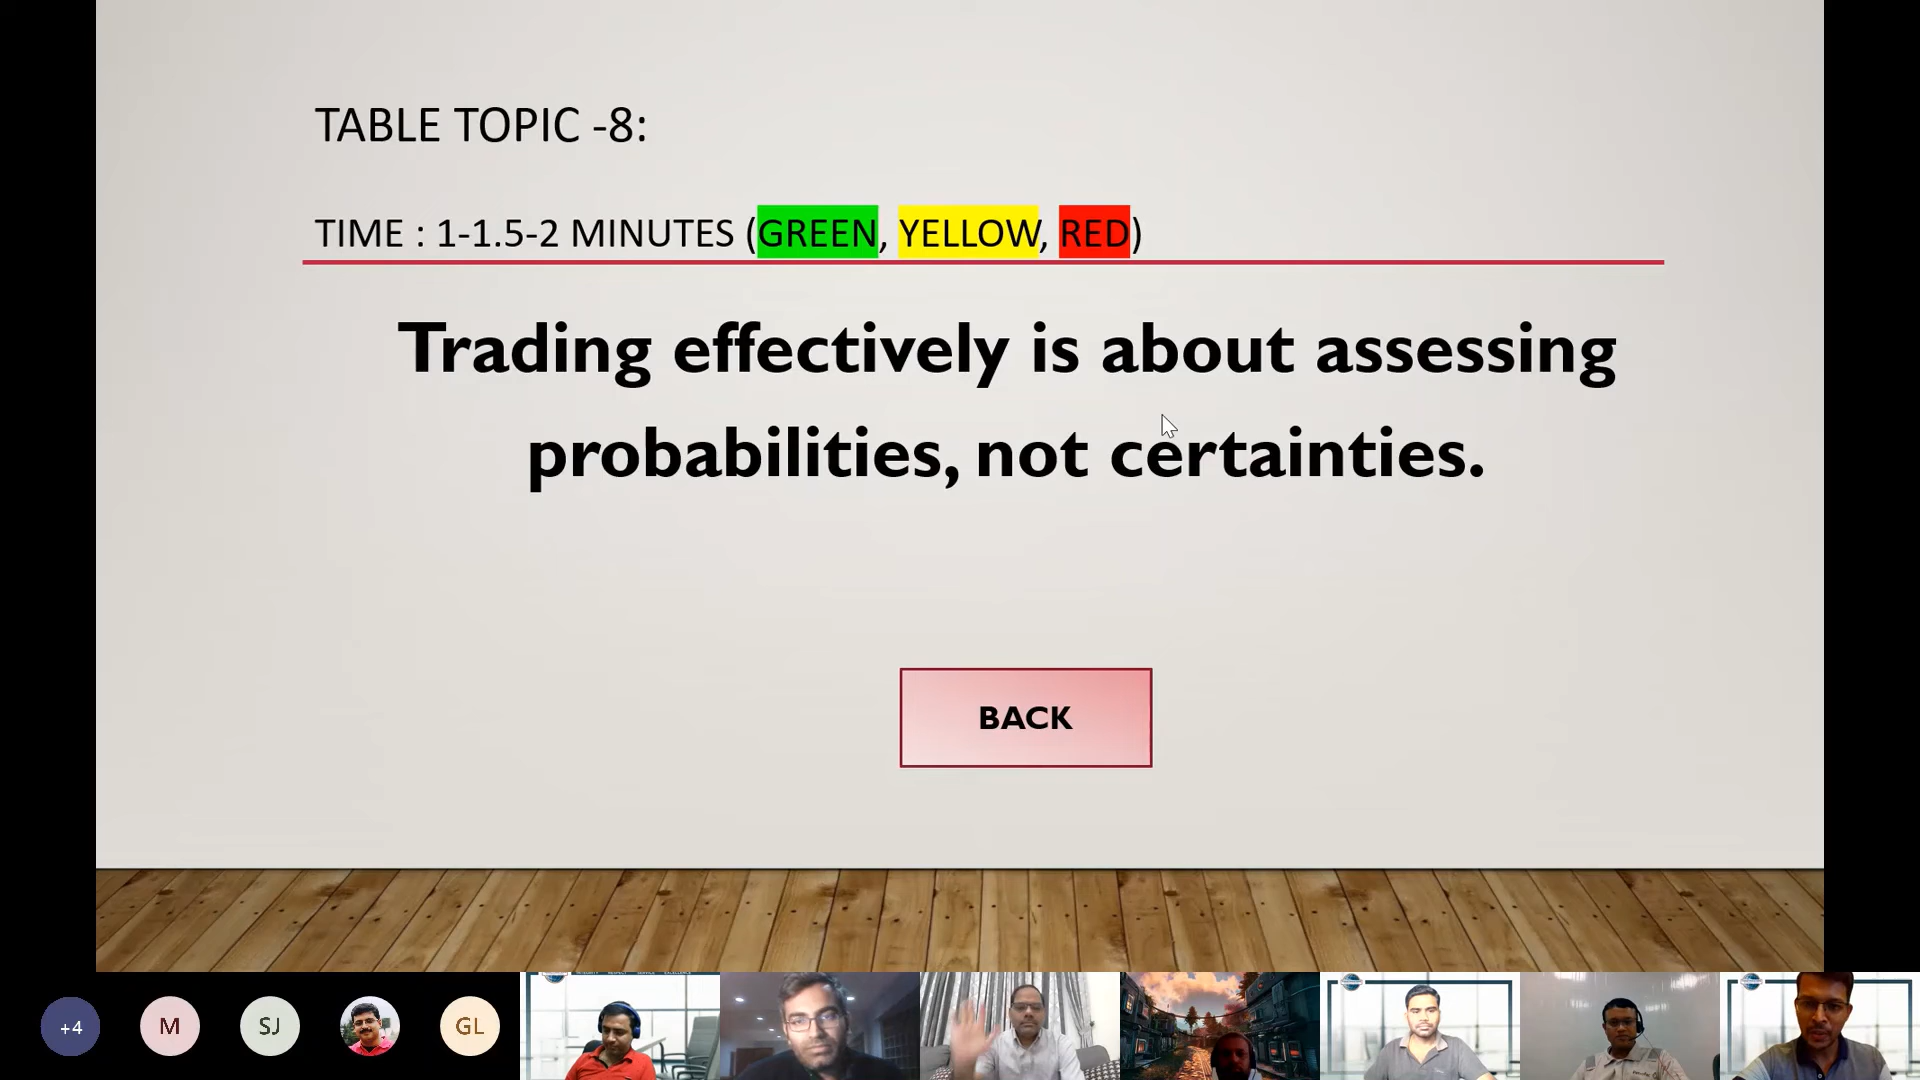 TABLE TOPIC -8:
TIME : 1-1.5-2 MINUTES (GREEN, YELLOW, RED)
Trading effectively is about assessing
probabilities, not certainties.
BACK
+4
M
SJ
GL